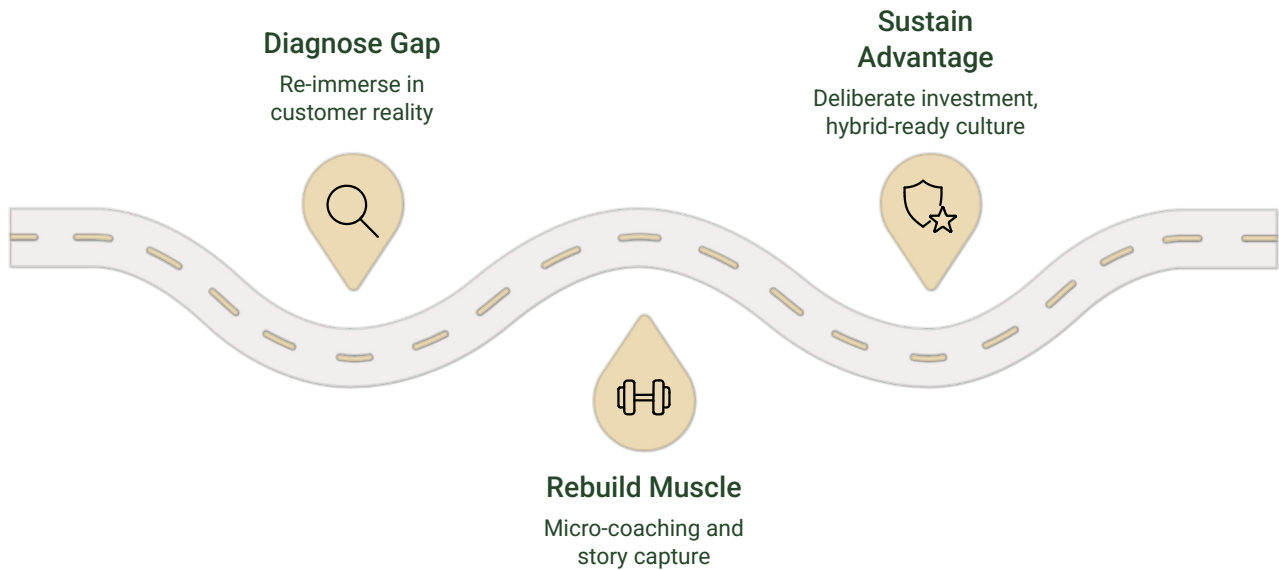 Diagnose Gap
Re-immerse in
customer reality
Rebuild Muscle
Micro-coaching and
story capture
Sustain
Advantage
Deliberate investment,
hybrid-ready culture